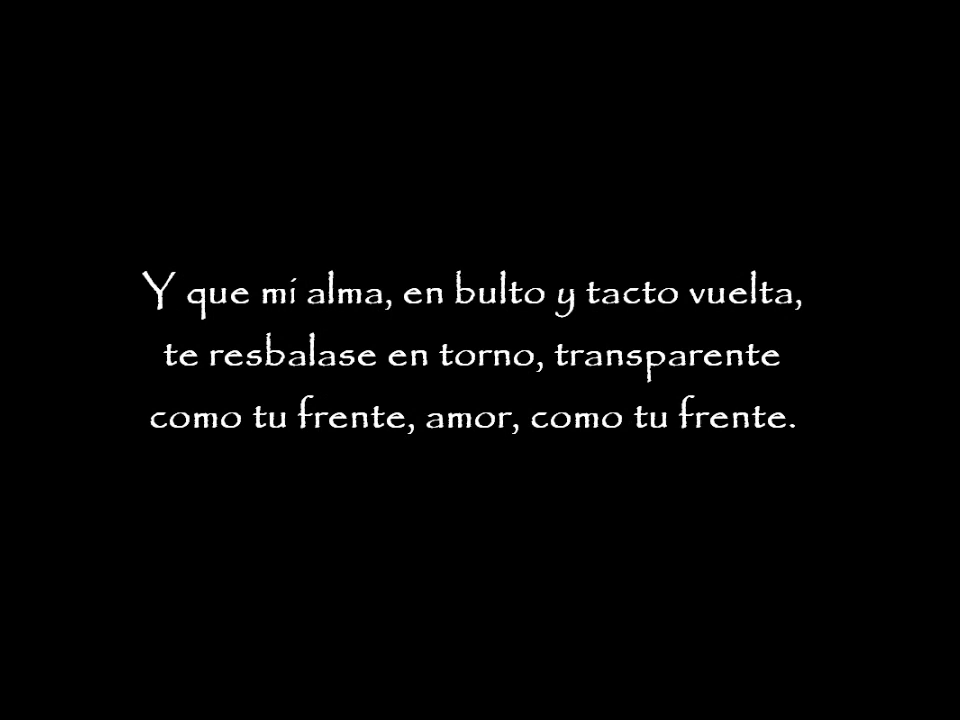 Y que mi alma, en bulto y tacto vuelta,
te resbalase en torno, transparente
como tu frente, amor, como tu frente.